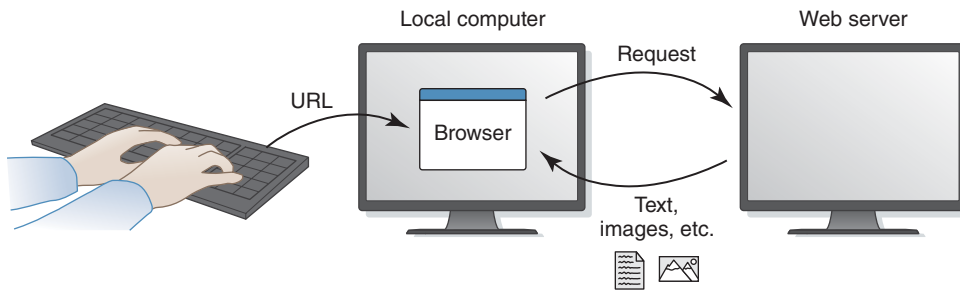 Local computer
Web server
Request
URL
Browser
Text,
images, etc.